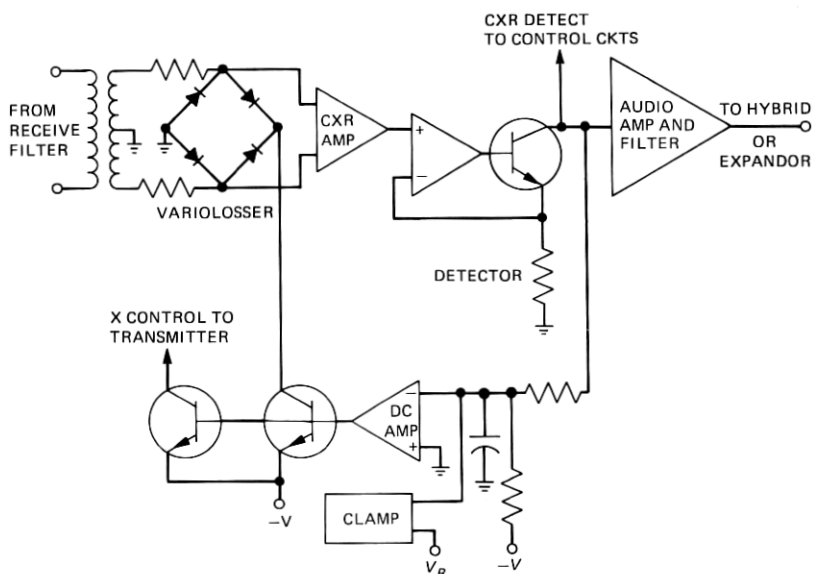 CXR DETECT
TO CONTROL CKTS
FROM
RECEIVE
FILTER
CXR
AMP
+
−
AUDIO
AMP AND
FILTER
TO HYBRID
OR
EXPANDOR
VARIOLOSSER
DETECTOR
X CONTROL TO
TRANSMITTER
−
DC
AMP
+
−V
CLAMP
V_R
−V